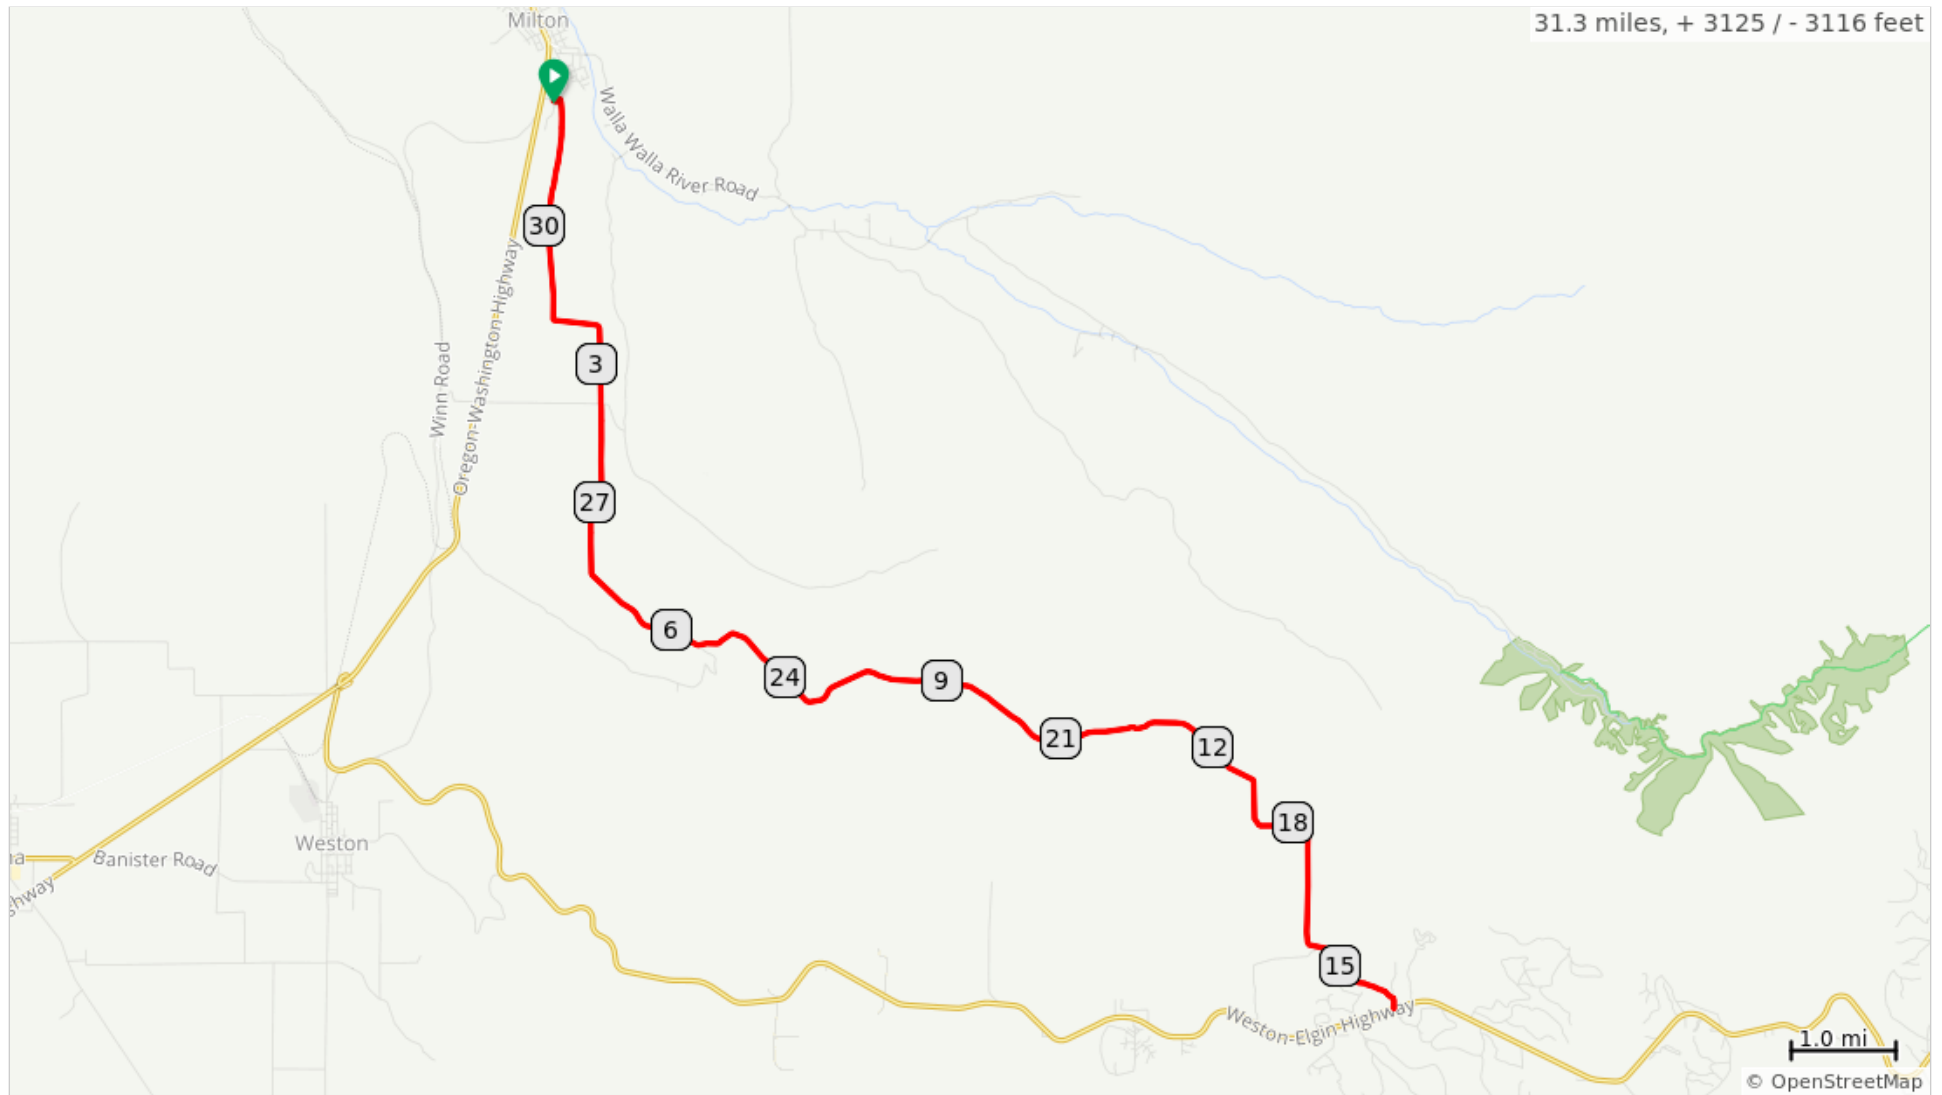 Milton
31.3 miles, + 3125 / - 3116 feet
Walla Walla River Road
30
Oregon-Washington Highway
3
Winn Road
27
6
24
9
21
12
18
Weston
Banister Road
15
Weston-Elgin Highway
1.0 mi
© OpenStreetMap